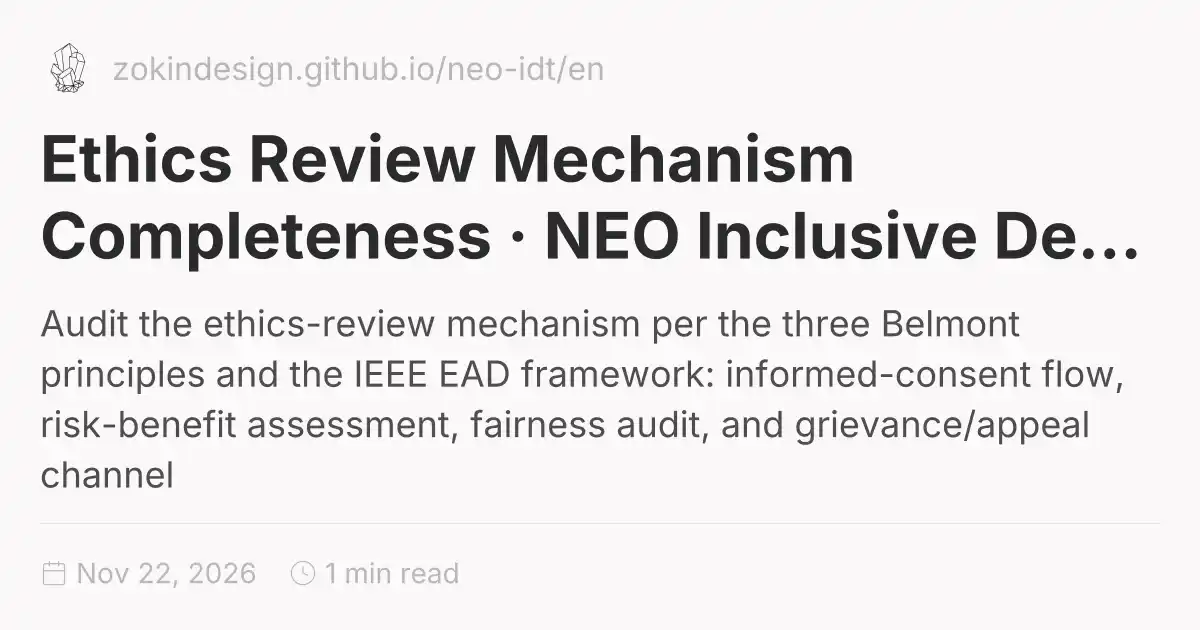 zokindesign.github.io/neo-idt/en
Ethics Review Mechanism
Completeness · NEO Inclusive De...
Audit the ethics-review mechanism per the three Belmont
principles and the IEEE EAD framework: informed-consent flow,
risk-benefit assessment, fairness audit, and grievance/appeal
channel
Nov 22, 2026 1 min read